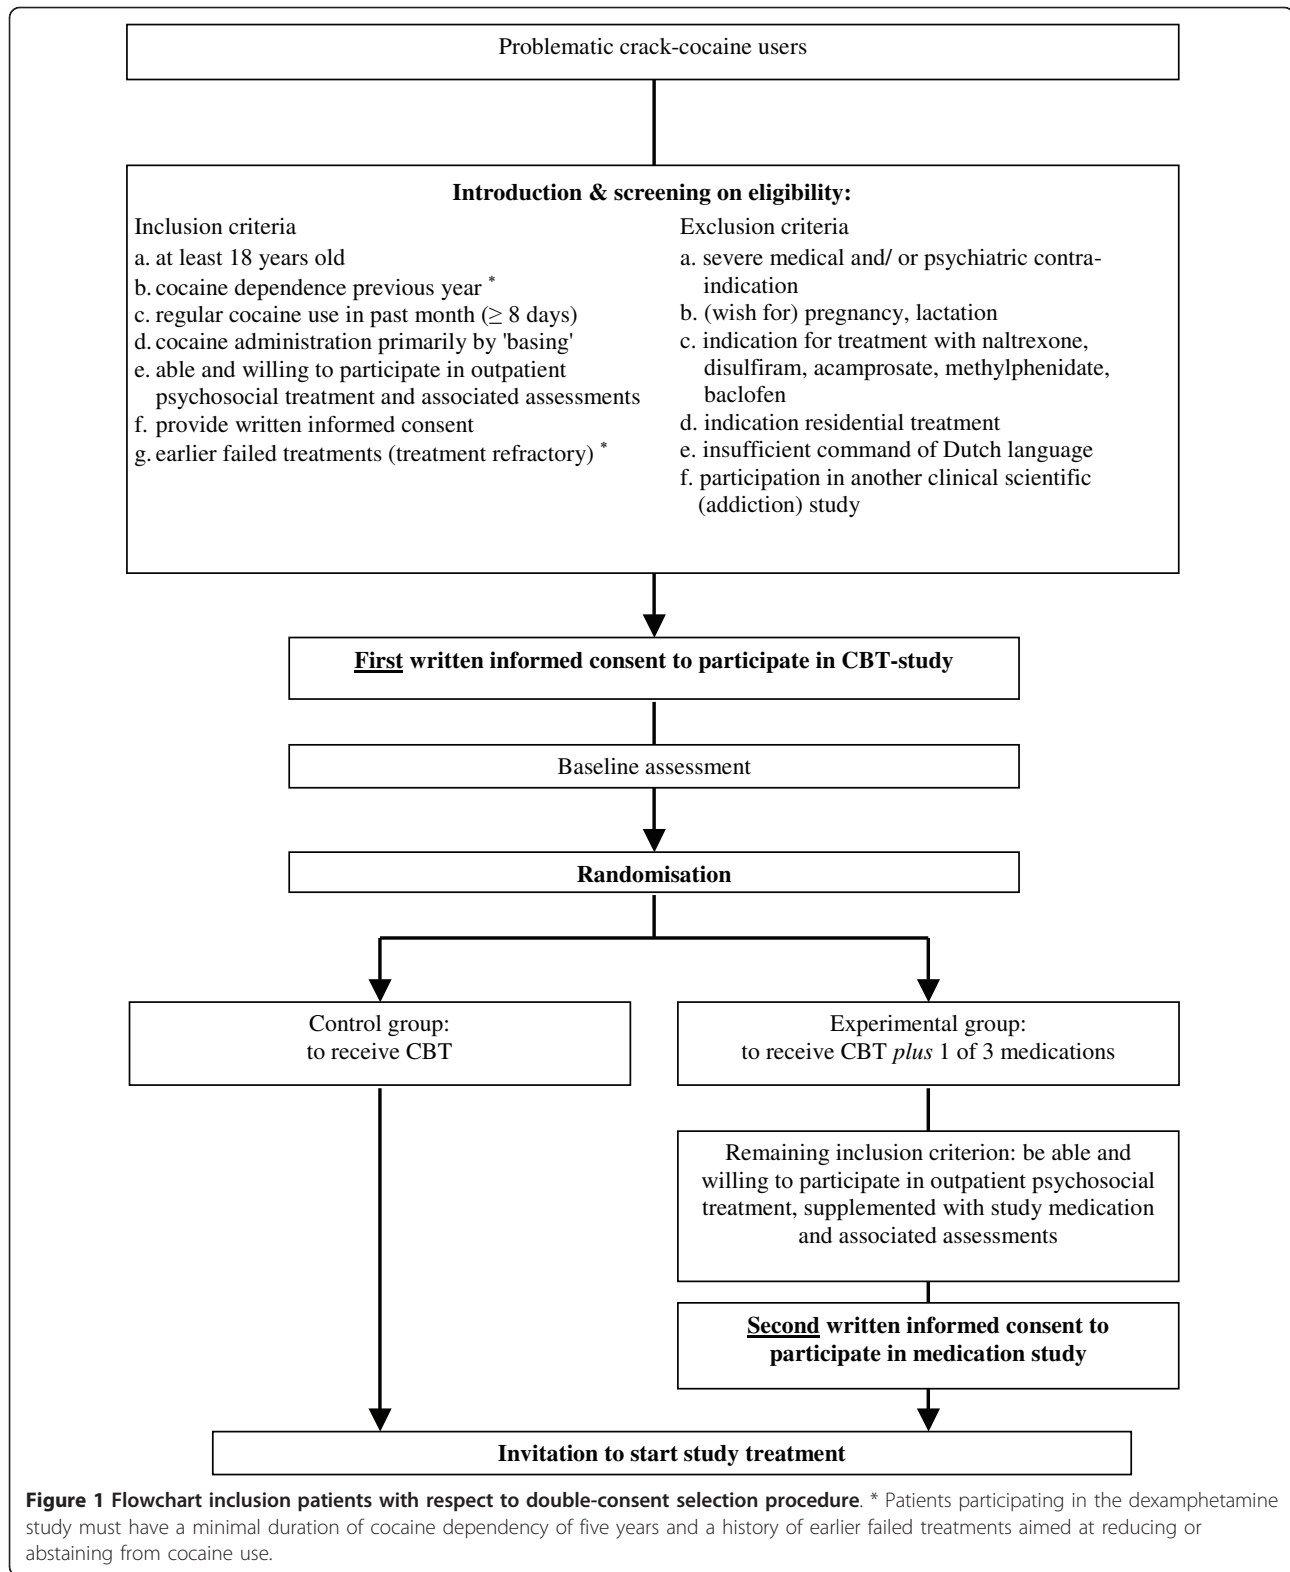 Problematic crack-cocaine users
Introduction & screening on eligibility:
Inclusion criteria
a. at least 18 years old
b. cocaine dependence previous year *
c. regular cocaine use in past month (≥ 8 days)
d. cocaine administration primarily by 'basing'
e. able and willing to participate in outpatient
psychosocial treatment and associated assessments
f. provide written informed consent
g. earlier failed treatments (treatment refractory) *
Exclusion criteria
a. severe medical and/ or psychiatric contra-
indication
b. (wish for) pregnancy, lactation
c. indication for treatment with naltrexone,
disulfiram, acamprosate, methylphenidate,
baclofen
d. indication residential treatment
e. insufficient command of Dutch language
f. participation in another clinical scientific
(addiction) study
First written informed consent to participate in CBT-study
Baseline assessment
Randomisation
Control group:
to receive CBT
Experimental group:
to receive CBT plus 1 of 3 medications
Remaining inclusion criterion: be able and
willing to participate in outpatient psychosocial
treatment, supplemented with study medication
and associated assessments
Second written informed consent to
participate in medication study
Invitation to start study treatment
Figure 1 Flowchart inclusion patients with respect to double-consent selection procedure. * Patients participating in the dexamphetamine
study must have a minimal duration of cocaine dependency of five years and a history of earlier failed treatments aimed at reducing or
abstaining from cocaine use.